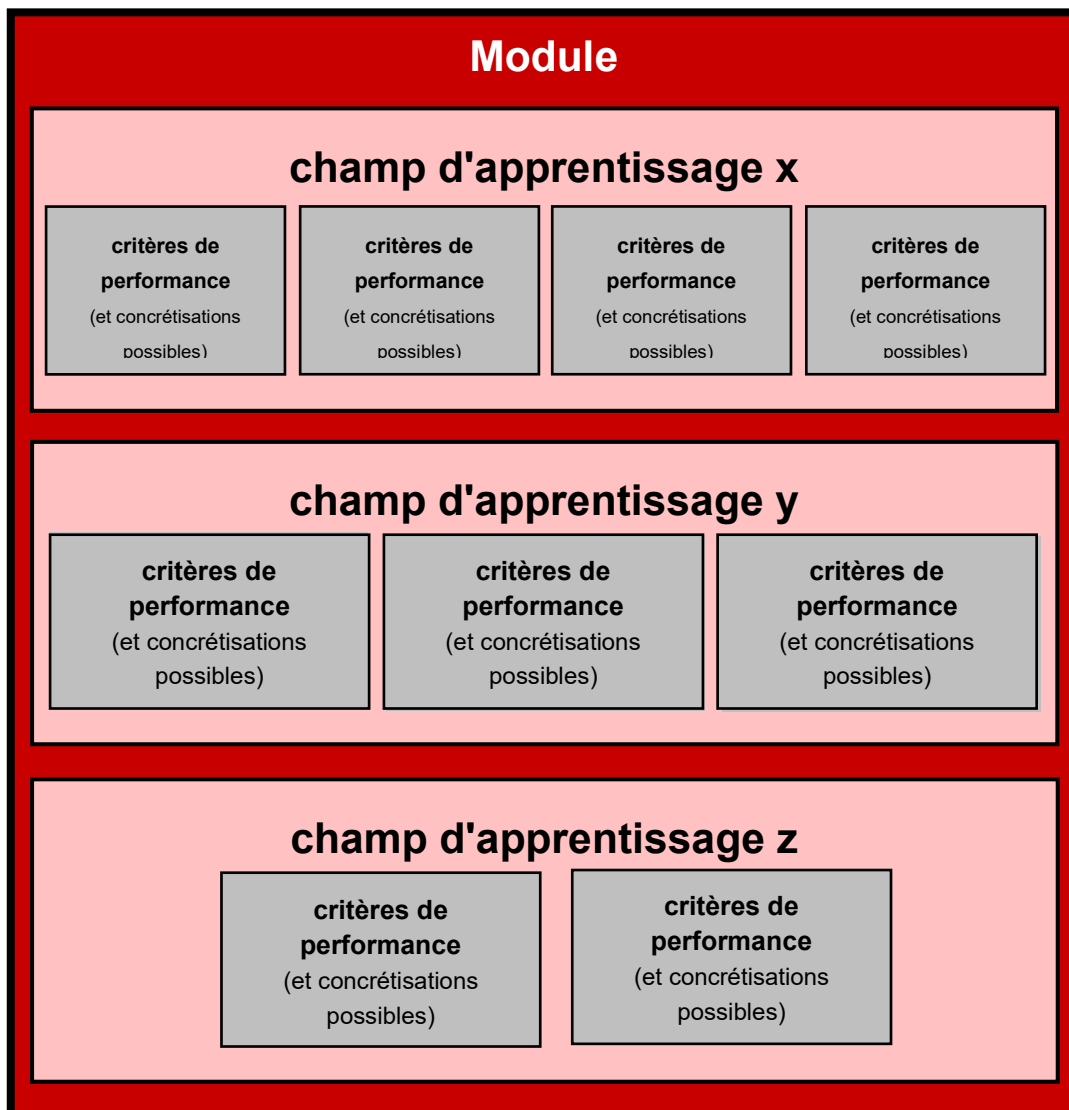 Module
champ d'apprentissage x
critères de
performance
(et concrétisations
possibles)
critères de
performance
(et concrétisations
possibles)
critères de
performance
(et concrétisations
possibles)
critères de
performance
(et concrétisations
possibles)
champ d'apprentissage y
critères de
performance
(et concrétisations
possibles)
critères de
performance
(et concrétisations
possibles)
critères de
performance
(et concrétisations
possibles)
champ d'apprentissage z
critères de
performance
(et concrétisations
possibles)
critères de
performance
(et concrétisations
possibles)